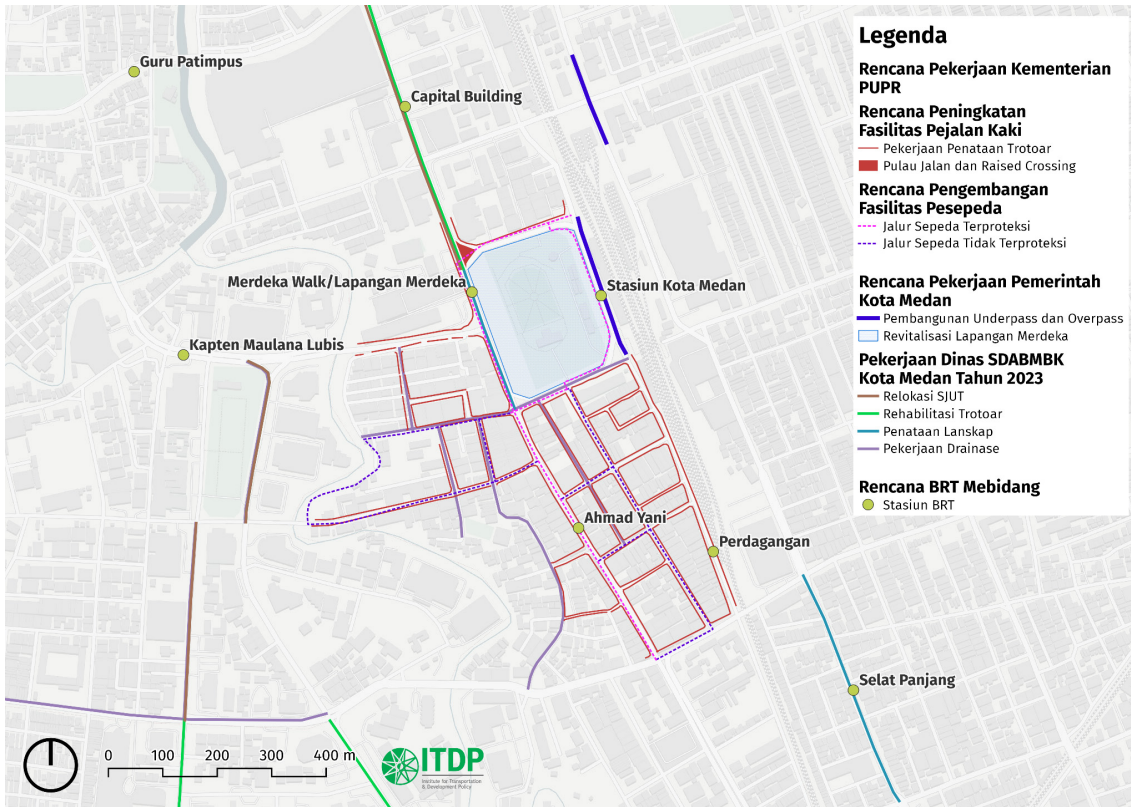 Guru Patimpus
Capital Building
Merdeka Walk/Lapangan Merdeka
Stasiun Kota Medan
Kapten Maulana Lubis
Ahmad Yani
Perdagangan
Selat Panjang
Legenda
Rencana Pekerjaan Kementerian
PUPR
Rencana Peningkatan
Fasilitas Pejalan Kaki
Pekerjaan Penataan Trotoar
Pulau Jalan dan Raised Crossing
Rencana Pengembangan
Fasilitas Pesepeda
Jalur Sepeda Terproteksi
Jalur Sepeda Tidak Terproteksi
Rencana Pekerjaan Pemerintah
Kota Medan
Pembangunan Underpass dan Overpass
Revitalisasi Lapangan Merdeka
Pekerjaan Dinas SDABMBK
Kota Medan Tahun 2023
Relokasi SJUT
Rehabilitasi Trotoar
Penataan Lanskap
Pekerjaan Drainase
Rencana BRT Mebidang
Stasiun BRT
0 100 200 300 400 m
ITDP
Institute for Transportation
& Development Policy